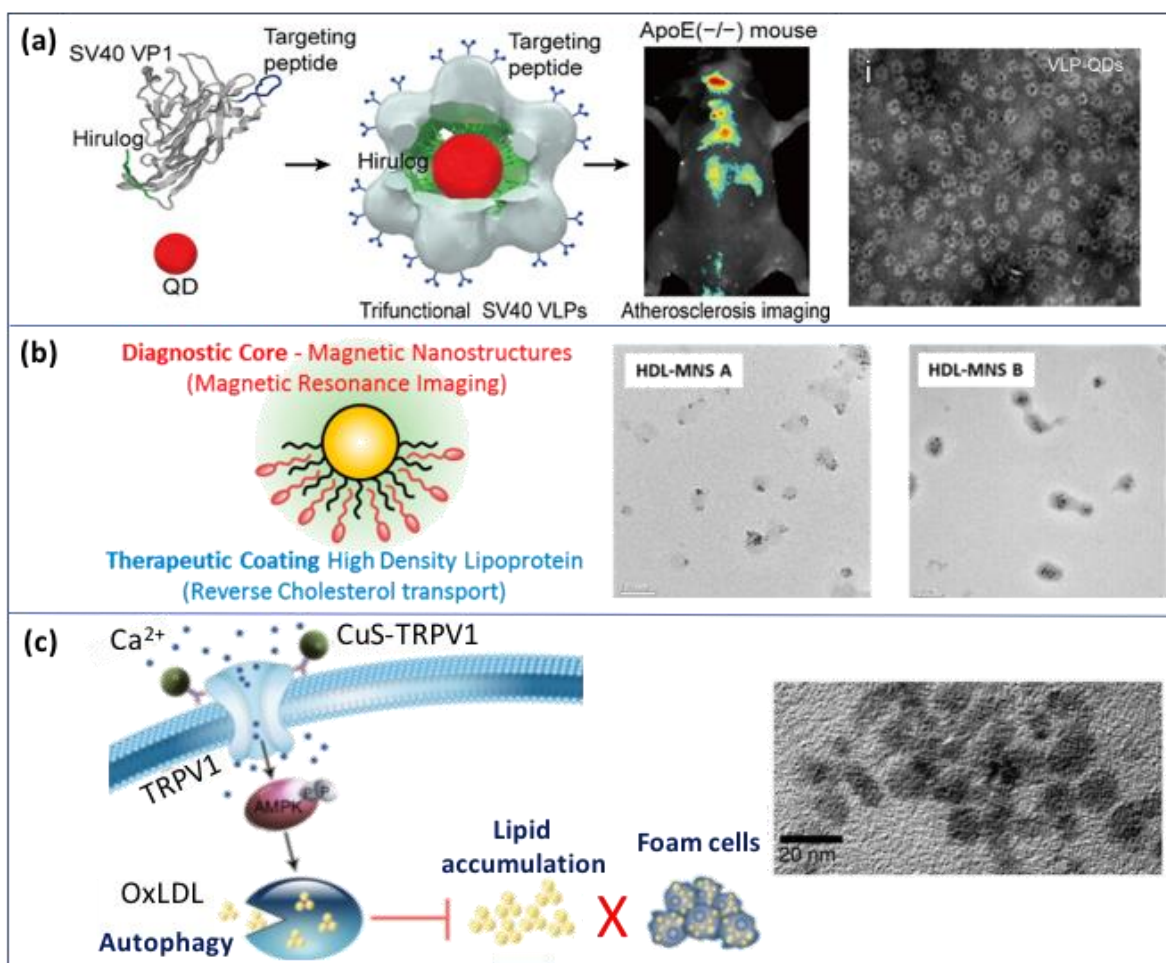 (a)
SV40 VP1
Targeting
peptide
Hirulog
QD
Targeting
peptide
Hirulog
Trifunctional SV40 VLPs
ApoE(−/−) mouse
Atherosclerosis imaging
i
VLP-QDs
(b)
Diagnostic Core - Magnetic Nanostructures
(Magnetic Resonance Imaging)
Therapeutic Coating High Density Lipoprotein
(Reverse Cholesterol transport)
HDL-MNS A
HDL-MNS B
(c)
Ca²⁺
CuS-TRPV1
TRPV1
AMPK
P
P
OxLDL
Autophagy
Lipid
accumulation
X
Foam cells
20 nm